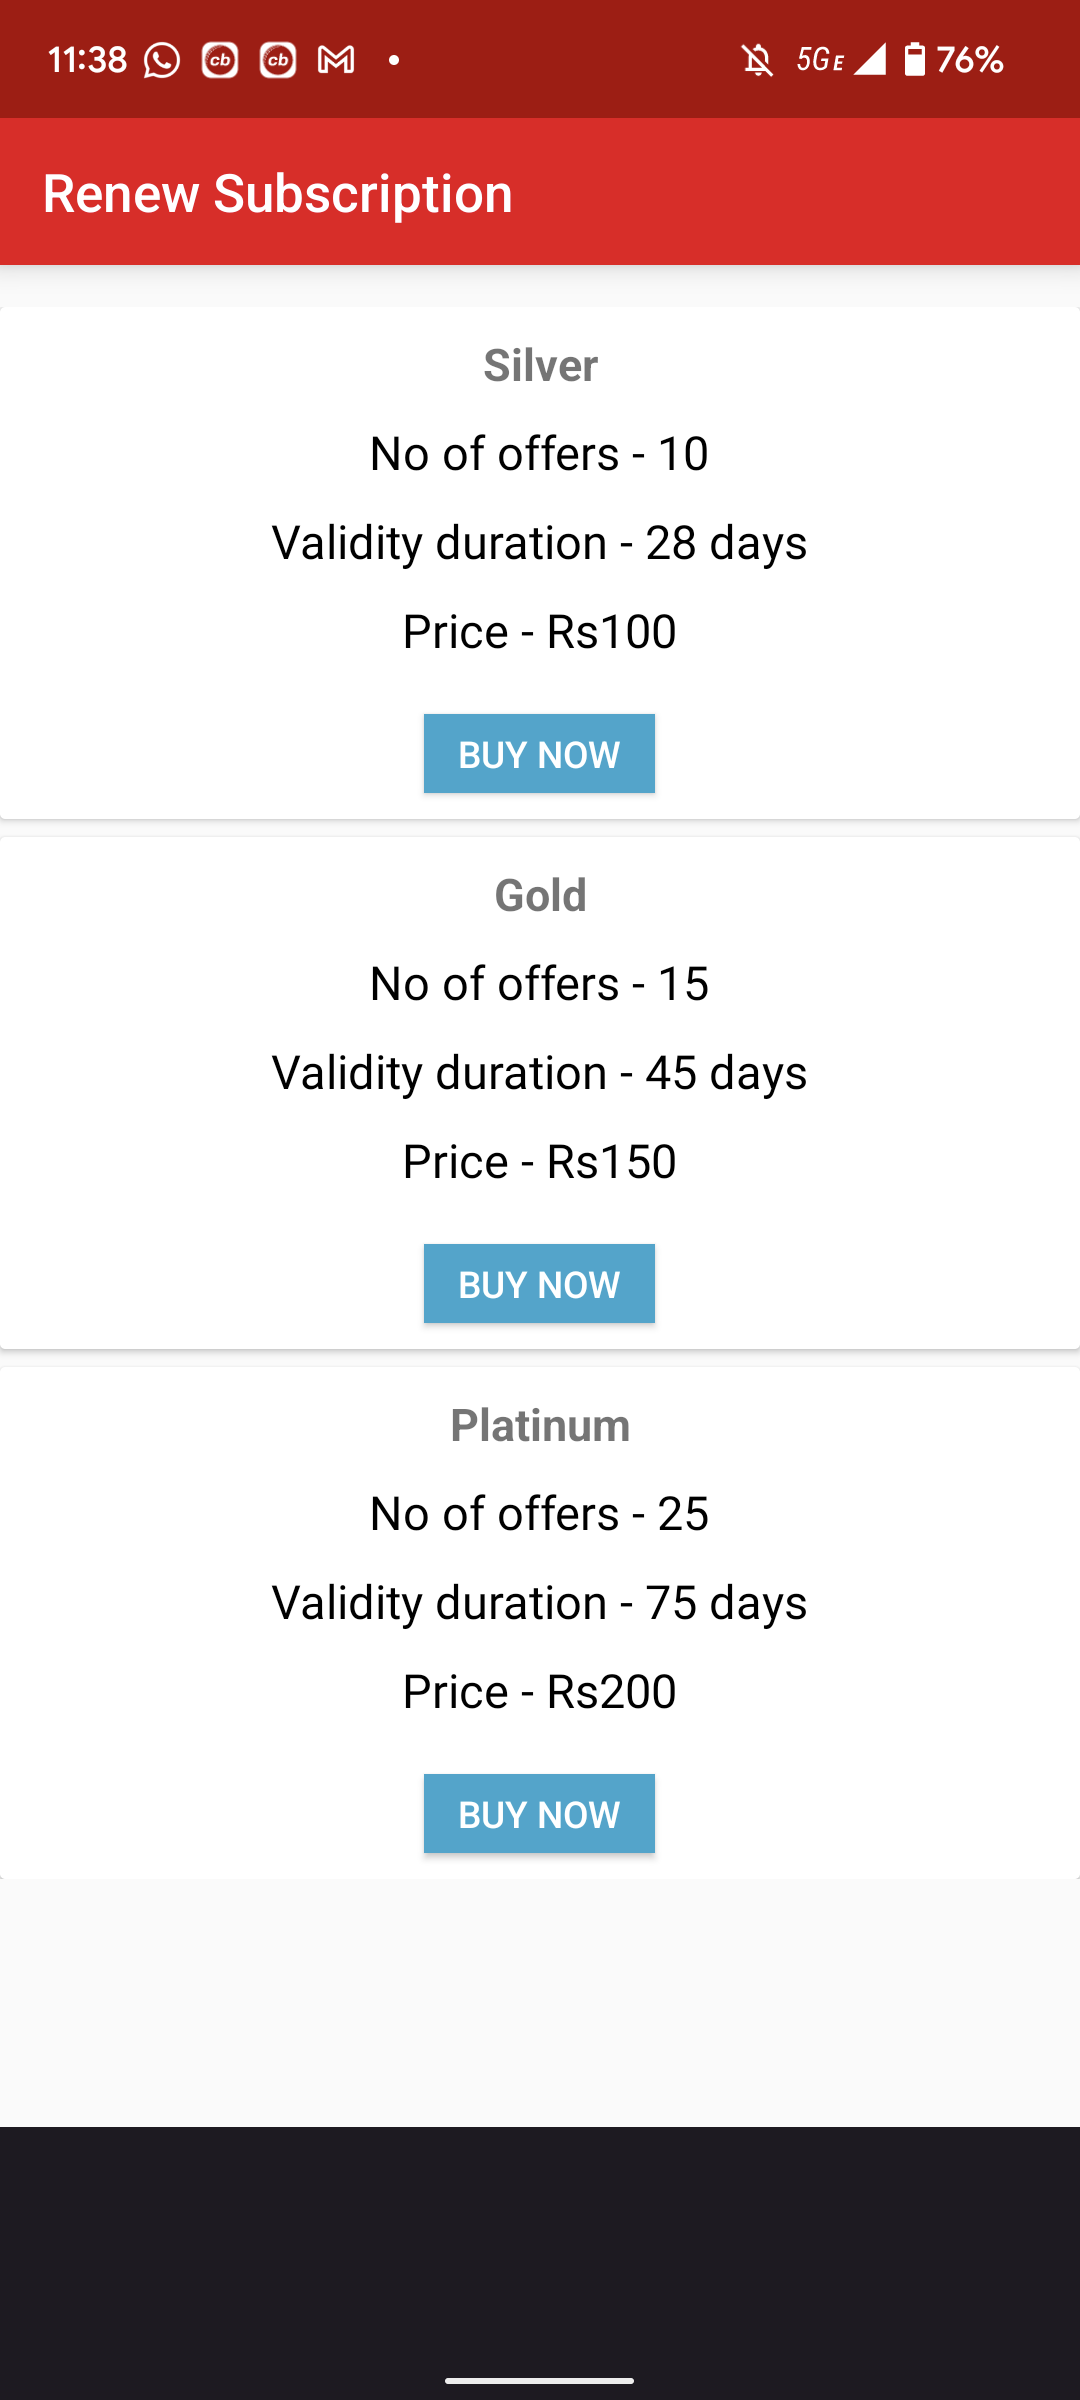 11:38 cb cb 5GE 76%
Renew Subscription
Silver
No of offers - 10
Validity duration - 28 days
Price - Rs100
BUY NOW
Gold
No of offers - 15
Validity duration - 45 days
Price - Rs150
BUY NOW
Platinum
No of offers - 25
Validity duration - 75 days
Price - Rs200
BUY NOW